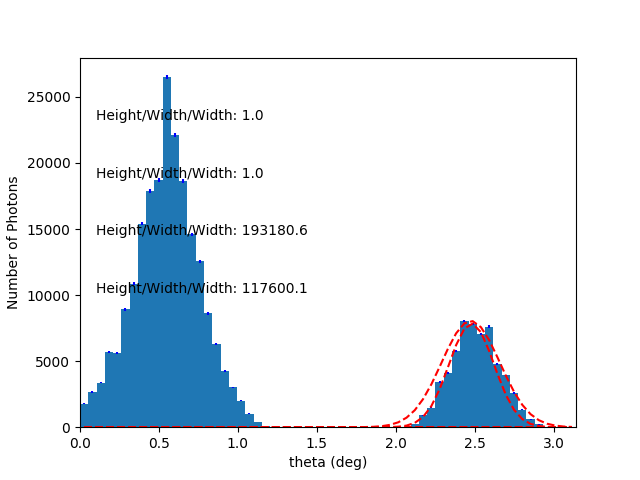 25000
20000
15000
10000
5000
0
Number of Photons
Height/Width/Width: 1.0
Height/Width/Width: 1.0
Height/Width/Width: 193180.6
Height/Width/Width: 117600.1
0.0 0.5 1.0 1.5 2.0 2.5 3.0
theta (deg)